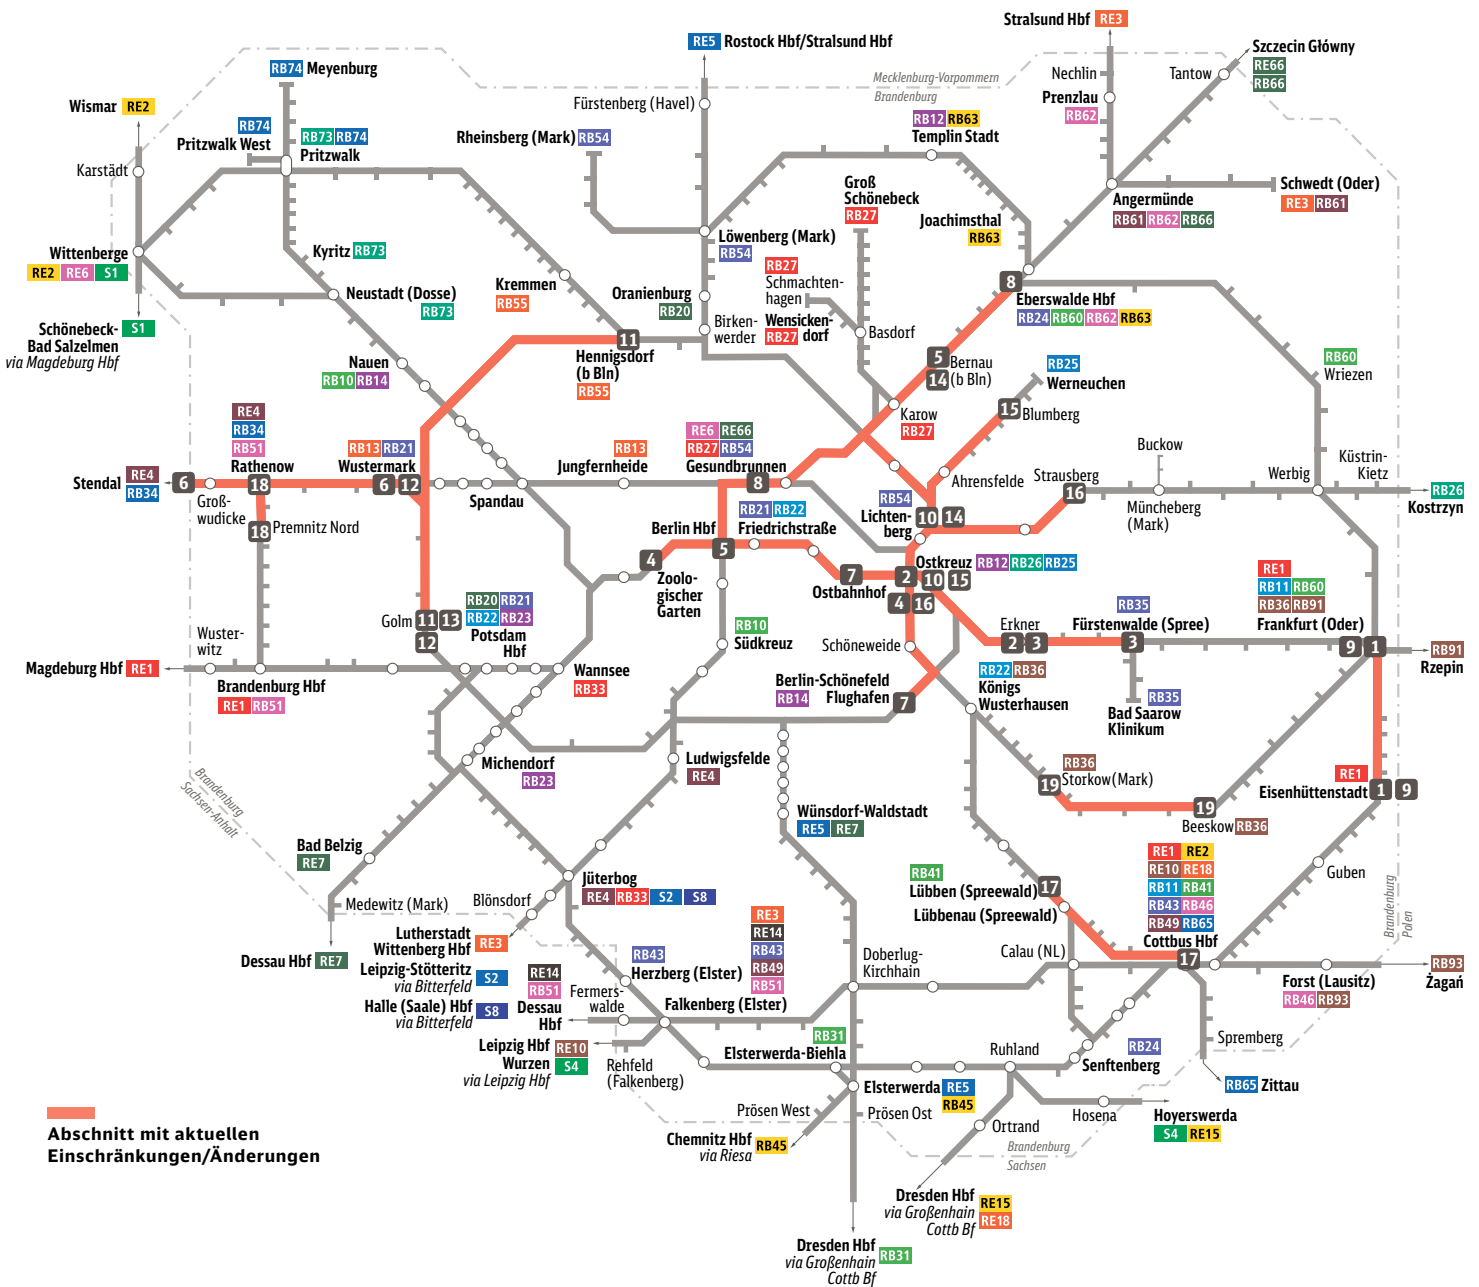 Stralsund Hbf RE3
RE5 Rostock Hbf/Stralsund Hbf
Szczecin Główny
RE66
RB66
RB74 Meyenburg
Nechlin
Tantow
Mecklenburg-Vorpommern
Brandenburg
Wismar RE2
Fürstenberg (Havel)
Prenzlau
RB62
RB74
Pritzwalk West
RB73 RB74
Pritzwalk
Rheinsberg (Mark) RB54
RB12 RB63
Templin Stadt
Karstädt
Groß
Schönebeck
RB27
Schwedt (Oder)
RE3 RB61
Angermünde
RB61 RB62 RB66
Joachimsthal
RB63
Wittenberge
RE2 RE6 S1
Kyritz RB73
Löwenberg (Mark)
RB54
RB27
Schmachten-
hagen
Wensicken-
dorf
RB27
Neustadt (Dosse)
RB73
Kremmen
RB55
Oranienburg
RB20
8
Eberswalde Hbf
RB24 RB60 RB62 RB63
Schönebeck-
Bad Salzelmen
via Magdeburg Hbf
S1
Birken-
werder
Basdorf
11
Hennigsdorf
(b Bln)
RB55
5
14
Bernau
(b Bln)
RB25
Werneuchen
RB60
Wriezen
Nauen
RB10 RB14
15
Blumberg
Karow
RB27
RE4
RB34
RB51
Rathenow
18
RB13 RB21
Wustermark
6 12
RB13
Jungfernheide
RE6 RE66
RB27 RB54
Gesundbrunnen
8
Buckow
Stendal
RE4
RB34
6
Groß-
wudicke
Spandau
Ahrensfelde
Strausberg
16
Werbig
Küstrin-
Kietz
RB26
Kostrzyn
Müncheberg
(Mark)
18
Premnitz Nord
RB54
Lichten-
berg
10 14
Berlin Hbf
5
RB21 RB22
Friedrichstraße
4
Zoolo-
gischer
Garten
7
Ostbahnhof
2
Ostkreuz
RB12 RB26 RB25
10 15
4 16
RE1
RB11 RB60
RB36 RB91
Frankfurt (Oder)
9 1
Golm
11 13
12
RB20 RB21
RB22 RB23
Potsdam
Hbf
RB10
Südkreuz
Schöneweide
Erkner
2 3
RB22 RB36
RB35
Fürstenwalde (Spree)
3
RB91
Rzepin
Wuster-
witz
Magdeburg Hbf RE1
Brandenburg Hbf
RE1 RB51
Wannsee
RB33
Berlin-Schönefeld
Flughafen
RB14
7
Königs
Wusterhausen
RB35
Bad Saarow
Klinikum
Michendorf
RB23
Ludwigsfelde
RE4
RB36
Storkow(Mark)
19
RE1
Eisenhüttenstadt
1 9
Brandenburg
Sachsen-Anhalt
19
Beeskow RB36
Wünsdorf-Waldstadt
RE5 RE7
Bad Belzig
RE7
RE1 RE2
RE10 RE18
RB11 RB41
RB43 RB46
RB49 RB65
Cottbus Hbf
17
Guben
RB41
Lübben (Spreewald)
17
Lübbenau (Spreewald)
Jüterbog
RE4 RB33 S2 S8
Blönsdorf
Medewitz (Mark)
Brandenburg
Polen
Lutherstadt
Wittenberg Hbf
RE3
RE3
RE14
RB43
RB49
RB51
Falkenberg (Elster)
Dessau Hbf RE7
Leipzig-Stötteritz
via Bitterfeld
S2
RB43
Herzberg (Elster)
Doberlug-
Kirchhain
Calau (NL)
RB93
Żagań
Forst (Lausitz)
RB46 RB93
Halle (Saale) Hbf
via Bitterfeld
S8
RE14
RB51
Dessau
Hbf
Fermers-
walde
Leipzig Hbf RE10
Wurzen
via Leipzig Hbf
S4
Rehfeld
(Falkenberg)
RB31
Elsterwerda-Biehla
Ruhland
RB24
Senftenberg
Spremberg
Elsterwerda
RE5
RB45
RB65 Zittau
Prösen West
Prösen Ost
Hosena
Hoyerswerda
S4 RE15
Ortrand
Abschnitt mit aktuellen
Einschränkungen/Änderungen
Chemnitz Hbf
via Riesa
RB45
Brandenburg
Sachsen
Dresden Hbf
via Großenhain
Cottb Bf
RE15
RE18
Dresden Hbf
via Großenhain
Cottb Bf
RB31